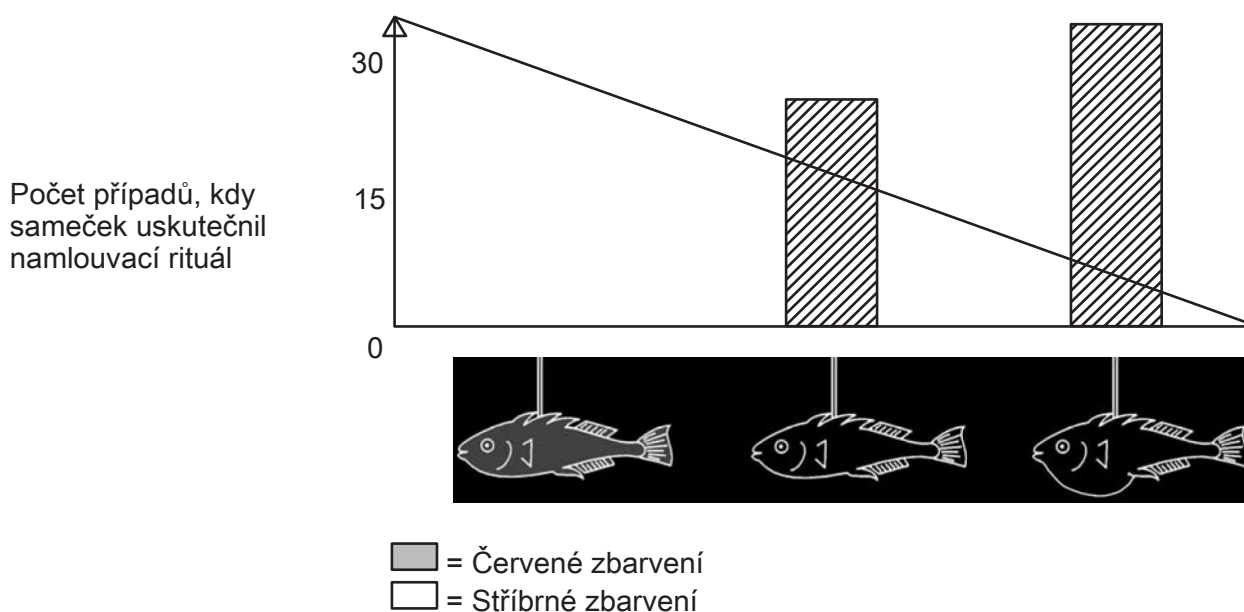 30
15
0
Počet případů, kdy
sameček uskutečnil
namlouvací rituál
= Červené zbarvení
= Stříbrné zbarvení